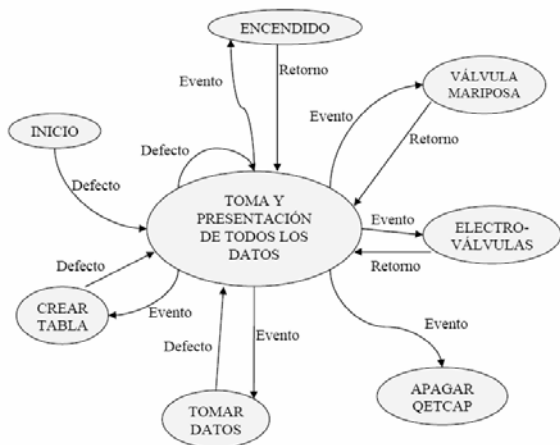 ENCENDIDO
Evento
Retorno
VÁLVULA
MARIPOSA
Evento
Retorno
INICIO
Defecto
Defecto
TOMA Y
PRESENTACIÓN
DE TODOS LOS
DATOS
Evento
ELECTRO-
VÁLVULAS
Retorno
Defecto
CREAR
TABLA
Evento
Defecto
Evento
Evento
TOMAR
DATOS
APAGAR
QETCAP